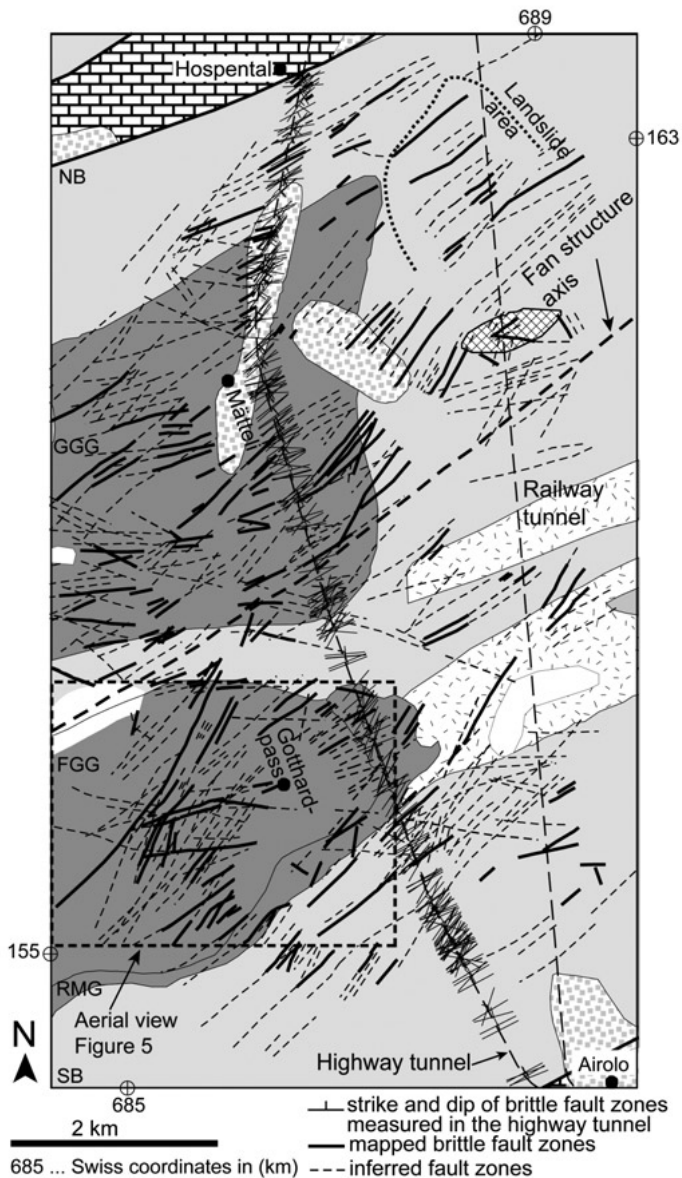 689
Hospental
Landslide
area
163
NB
Fan structure
axis
Mättel
GGG
Railway
tunnel
FGG
Gotthard-
pass
155
RMG
Aerial view
Figure 5
N
Highway tunnel
Airolo
SB
685
2 km
strike and dip of brittle fault zones
measured in the highway tunnel
mapped brittle fault zones
685 ... Swiss coordinates in (km)
inferred fault zones